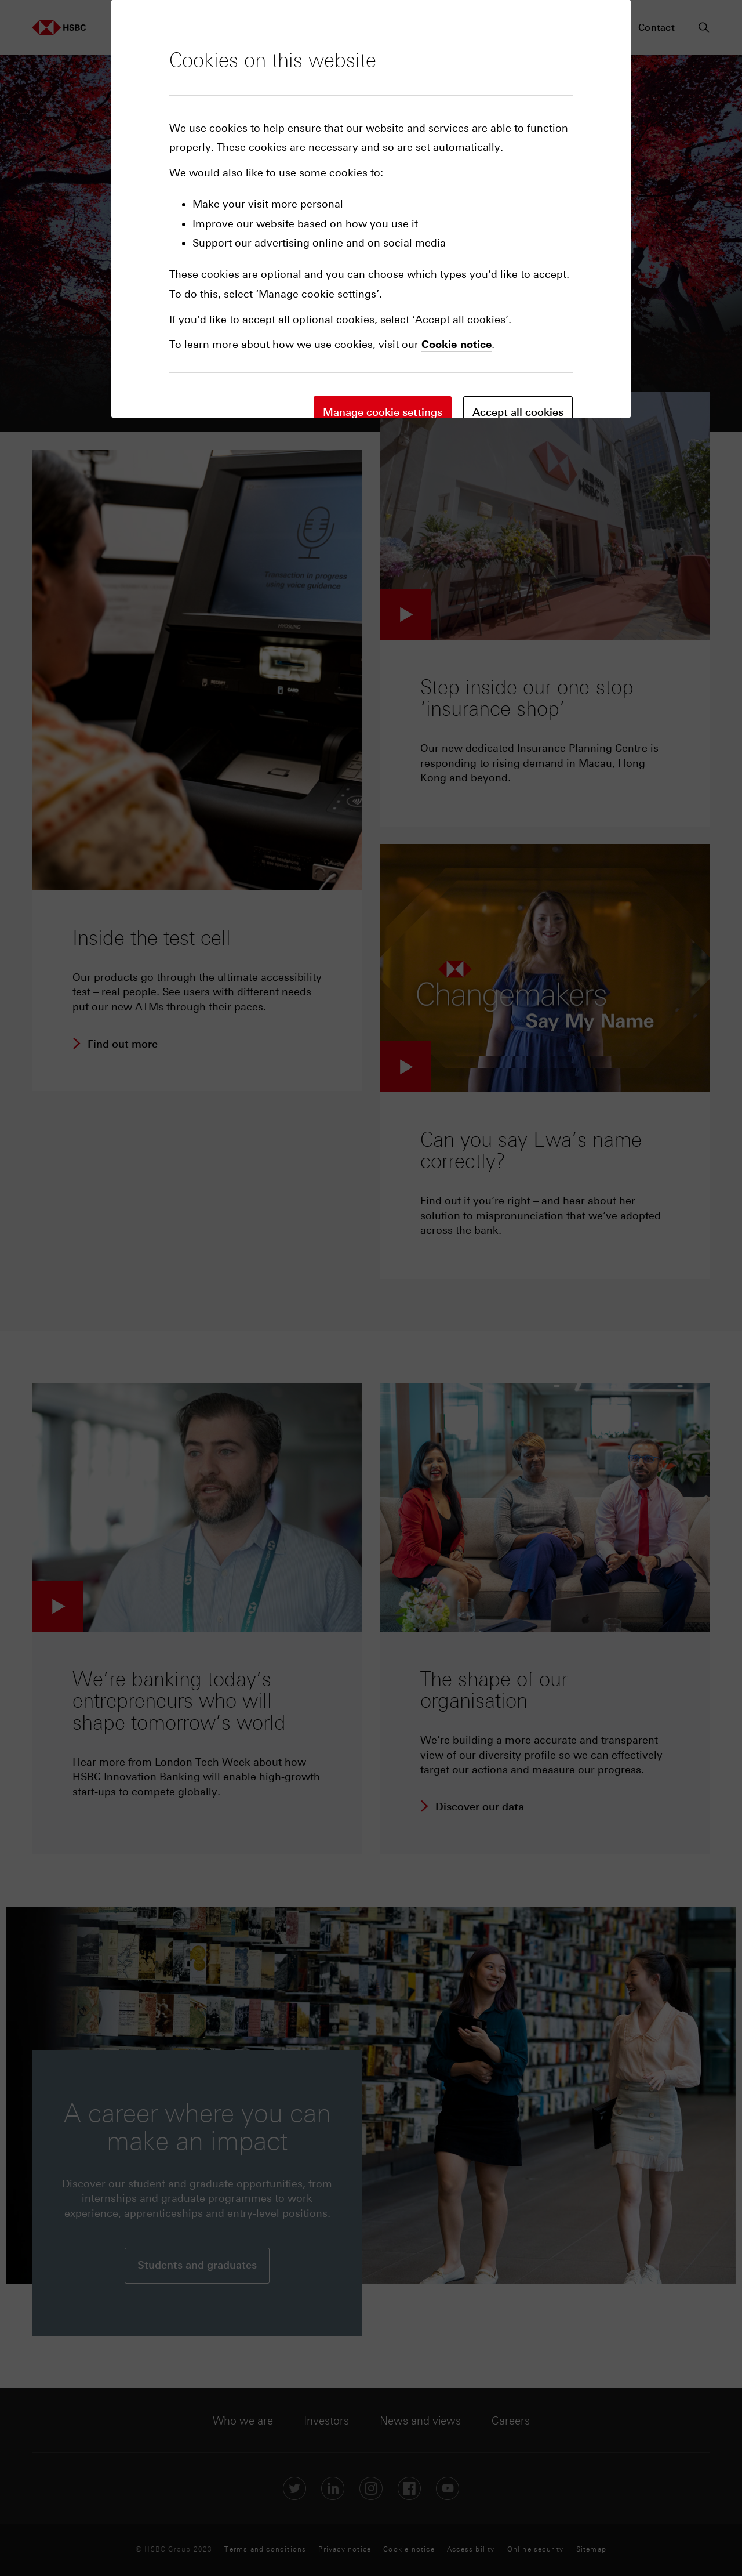 HSBC
Contact
Cookies on this website
We use cookies to help ensure that our website and services are able to function
properly. These cookies are necessary and so are set automatically.
We would also like to use some cookies to:
Make your visit more personal
Improve our website based on how you use it
Support our advertising online and on social media
These cookies are optional and you can choose which types you’d like to accept.
To do this, select ‘Manage cookie settings’.
If you’d like to accept all optional cookies, select ‘Accept all cookies’.
To learn more about how we use cookies, visit our Cookie notice.
Manage cookie settings
Accept all cookies
Transaction in progress
using voice guidance
Step inside our one-stop
‘insurance shop’
Our new dedicated Insurance Planning Centre is
responding to rising demand in Macau, Hong
Kong and beyond.
Inside the test cell
Our products go through the ultimate accessibility
test – real people. See users with different needs
put our new ATMs through their paces.
Find out more
Changemakers
Say My Name
Can you say Ewa’s name
correctly?
Find out if you’re right – and hear about her
solution to mispronunciation that we’ve adopted
across the bank.
We’re banking today’s
entrepreneurs who will
shape tomorrow’s world
Hear more from London Tech Week about how
HSBC Innovation Banking will enable high-growth
start-ups to compete globally.
The shape of our
organisation
We’re building a more accurate and transparent
view of our diversity profile so we can effectively
target our actions and measure our progress.
Discover our data
A career where you can
make an impact
Discover our student and graduate opportunities, from
internships and graduate programmes to work
experience, apprenticeships and entry-level positions.
Students and graduates
Who we are
Investors
News and views
Careers
© HSBC Group 2023
Terms and conditions
Privacy notice
Cookie notice
Accessibility
Online security
Sitemap